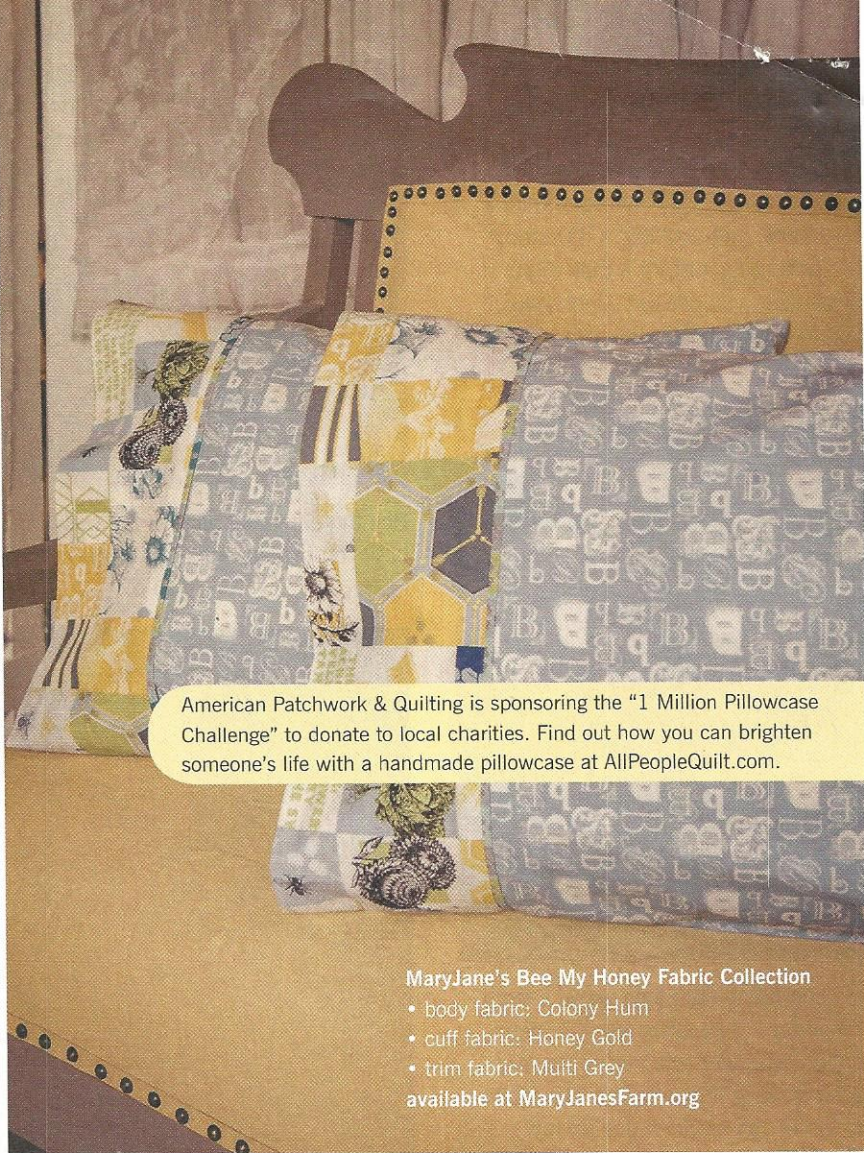 American Patchwork & Quilting is sponsoring the “1 Million Pillowcase
Challenge” to donate to local charities. Find out how you can brighten
someone’s life with a handmade pillowcase at AllPeopleQuilt.com.
MaryJane’s Bee My Honey Fabric Collection
• body fabric: Colony Hum
• cuff fabric: Honey Gold
• trim fabric: Multi Grey
available at MaryJanesFarm.org